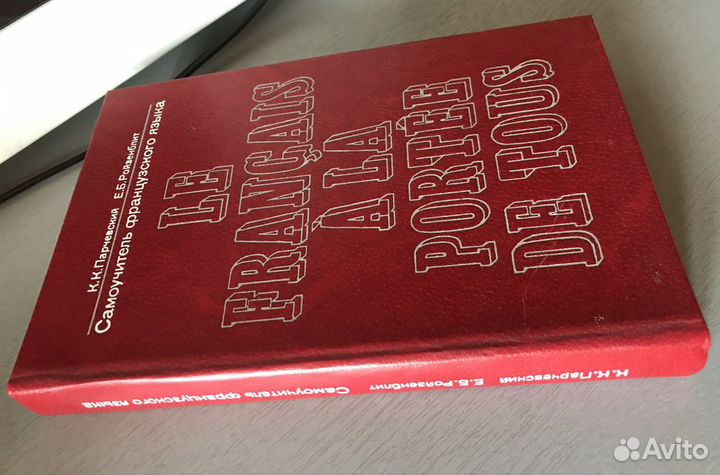 К.К.Парчевский Е.Б.Ройзенблит
Самоучитель французского языка
LE
FRANÇAIS
À LA
PORTÉE
DE TOUS
К.К.Парчевский Е.Б.Ройзенблит Самоучитель французского языка
Avito